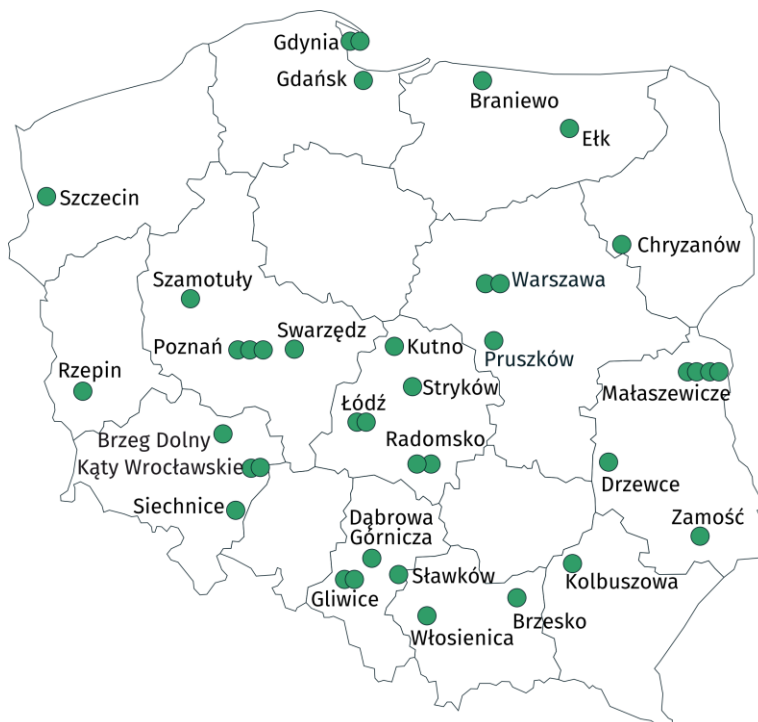 Gdynia
Gdańsk
Braniewo
Ełk
Szczecin
Chryzanów
Szamotuły
Warszawa
Poznań
Swarzędz
Kutno
Pruszków
Rzepin
Stryków
Małaszewicze
Łódź
Brzeg Dolny
Radomsko
Kąty Wrocławskie
Drzewce
Siechnice
Dąbrowa
Górnicza
Zamość
Sławków
Kolbuszowa
Gliwice
Brzesko
Włosienica